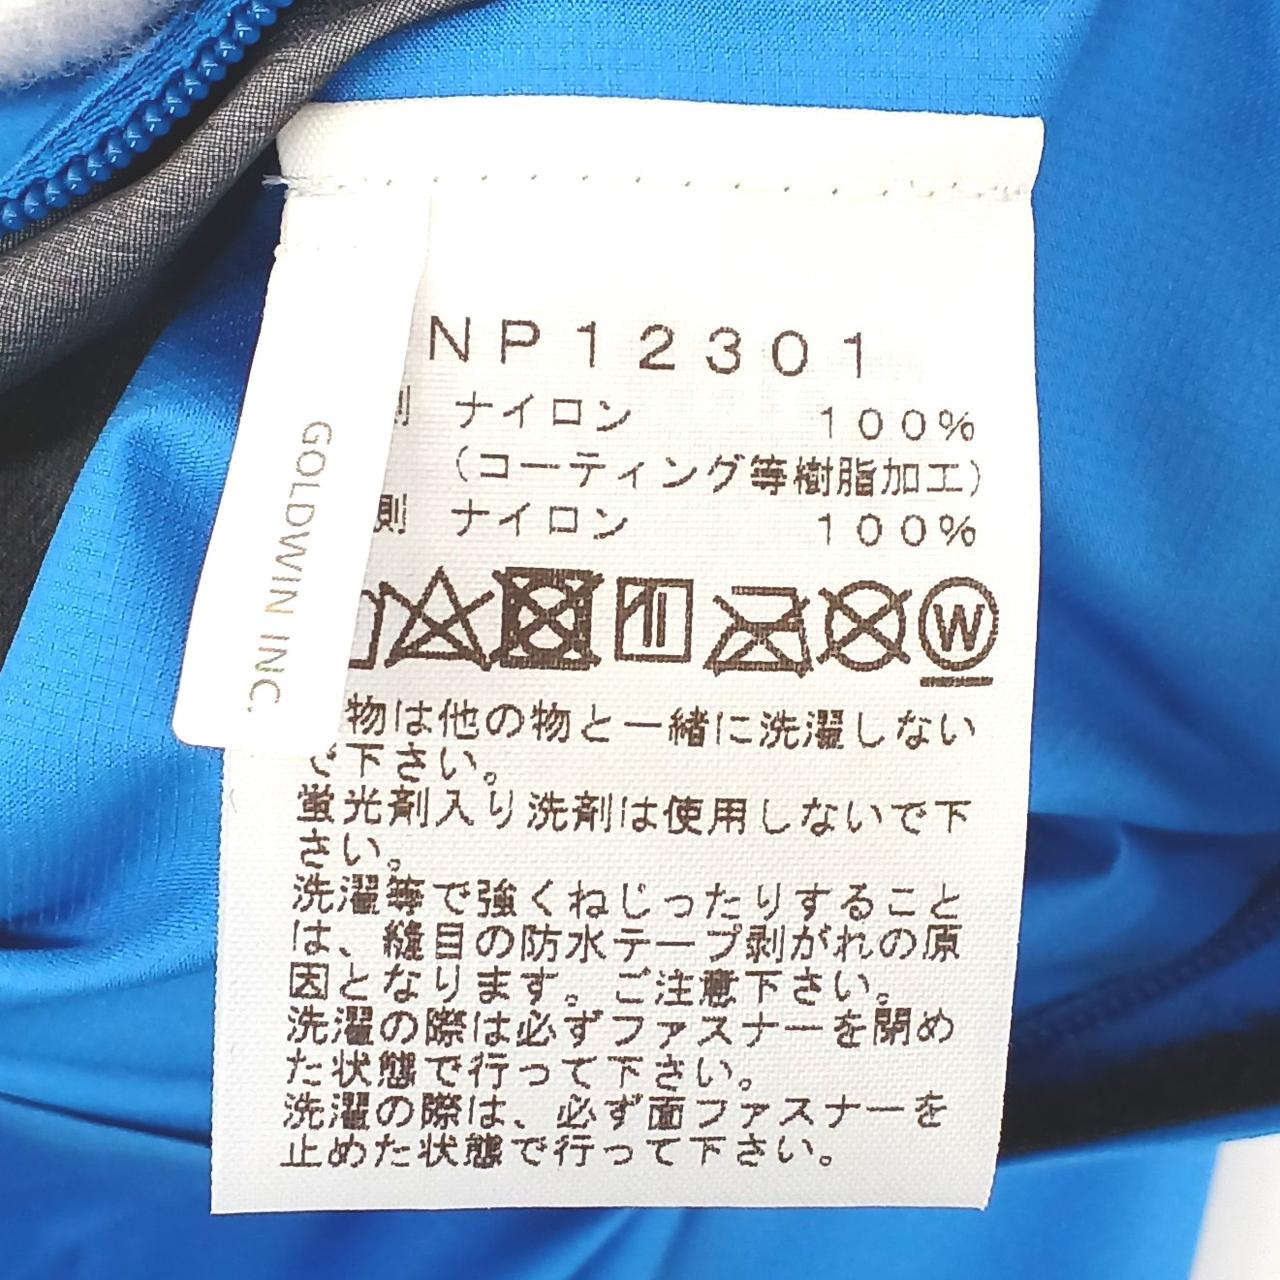 NP12301
側 ナイロン 100%
(コーティング等樹脂加工)
側 ナイロン 100%
W
物は他の物と一緒に洗濯しない
で下さい。
蛍光剤入り洗剤は使用しないで下
さい。
洗濯等で強くねじったりすること
は、縫目の防水テープ剥がれの原
因となります。ご注意下さい。
洗濯の際は必ずファスナーを閉め
た状態で行って下さい。
洗濯の際は、必ず面ファスナーを
止めた状態で行って下さい。
GOLDWIN INC.